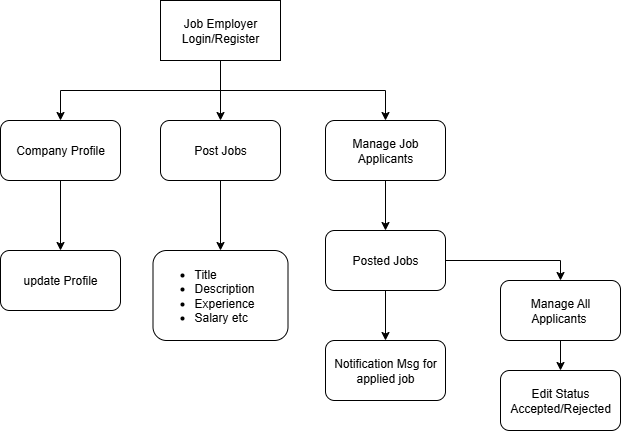 Job Employer
Login/Register
Company Profile
Post Jobs
Manage Job
Applicants
update Profile
• Title
• Description
• Experience
• Salary etc
Posted Jobs
Manage All
Applicants
Notification Msg for
applied job
Edit Status
Accepted/Rejected